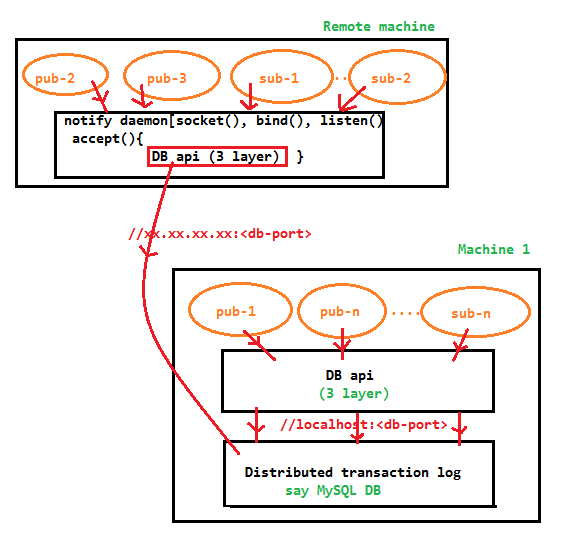 Remote machine
pub-2
pub-3
sub-1
..
sub-2
notify daemon[socket(), bind(), listen()
accept(){
DB api (3 layer) }
//xx.xx.xx.xx:<db-port>
Machine 1
pub-1
pub-n
....
sub-n
DB api
(3 layer)
//localhost:<db-port>
Distributed transaction log
say MySQL DB